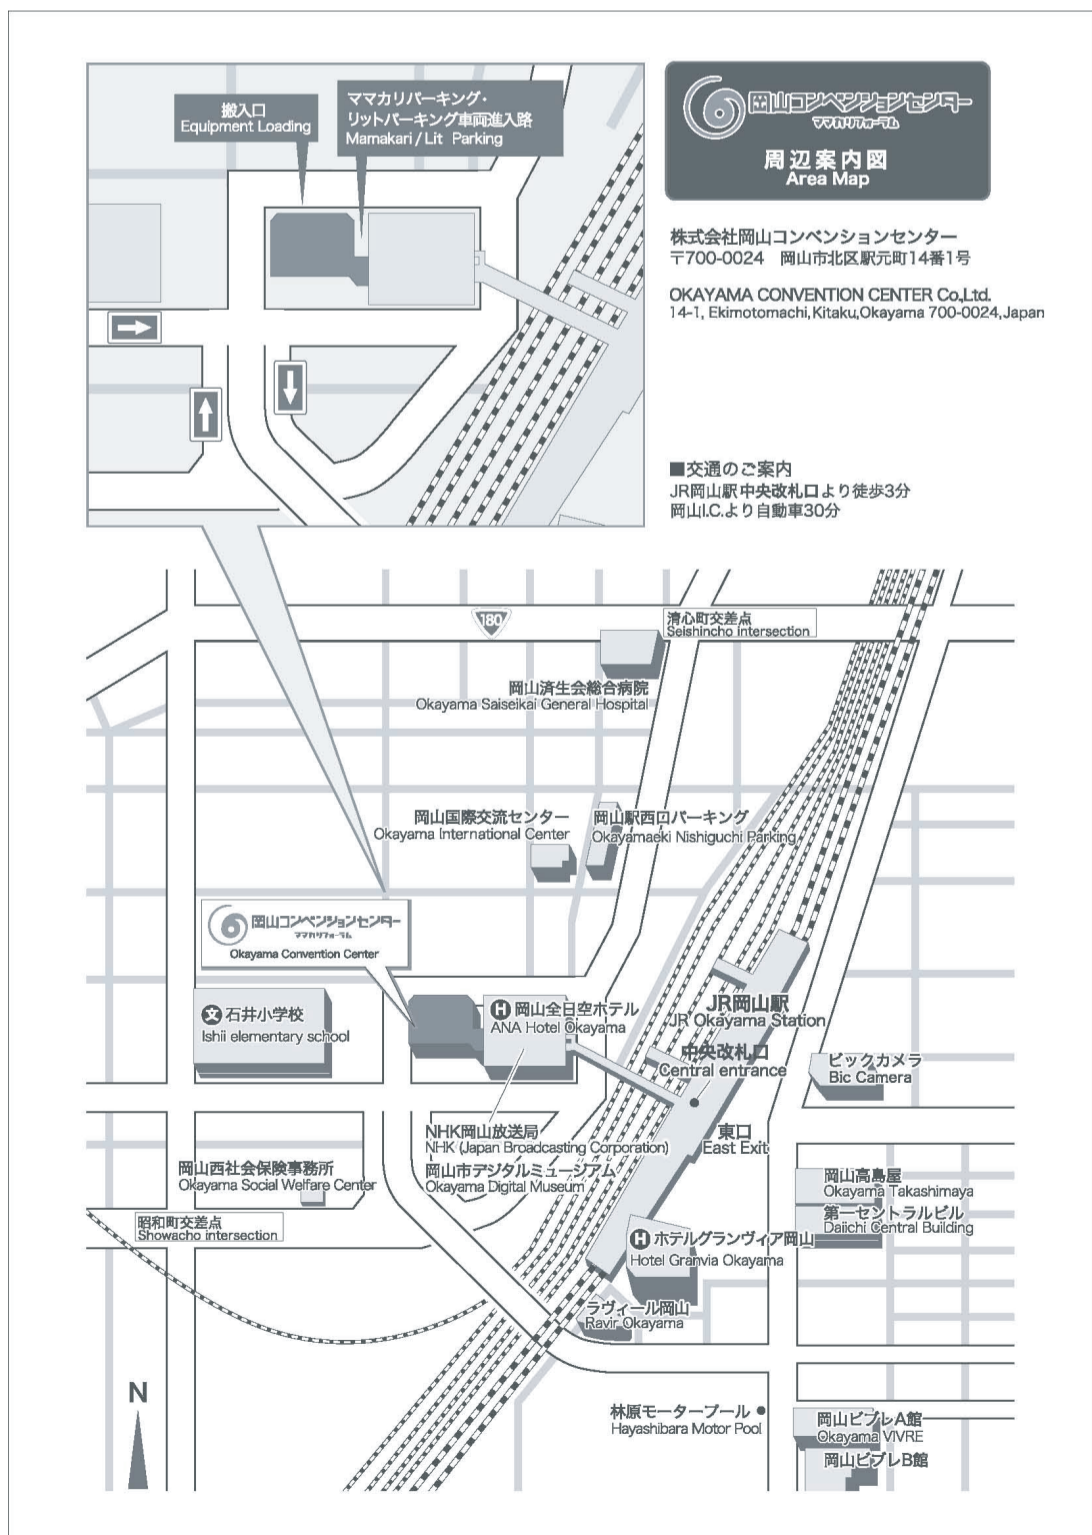 搬入口
Equipment Loading
ママカリパーキング・
リットパーキング車両進入路
Mamakari / Lit Parking
岡山コンベンションセンター
ママカリフォーラム
周辺案内図
Area Map
株式会社岡山コンベンションセンター
〒700-0024 岡山市北区駅元町14番1号
OKAYAMA CONVENTION CENTER Co,Ltd.
14-1, Ekimotomachi,Kitaku,Okayama 700-0024,Japan
■交通のご案内
JR岡山駅中央改札口より徒歩3分
岡山I.C.より自動車30分
180
清心町交差点
Seishincho intersection
岡山済生会総合病院
Okayama Saiseikai General Hospital
岡山国際交流センター
Okayama International Center
岡山駅西口パーキング
Okayamaeki Nishiguchi Parking
岡山コンベンションセンター
ママカリフォーラム
Okayama Convention Center
文 石井小学校
Ishii elementary school
H 岡山全日空ホテル
ANA Hotel Okayama
JR岡山駅
JR Okayama Station
中央改札口
Central entrance
ビックカメラ
Bic Camera
東口
East Exit
NHK岡山放送局
NHK (Japan Broadcasting Corporation)
岡山市デジタルミュージアム
Okayama Digital Museum
岡山西社会保険事務所
Okayama Social Welfare Center
岡山高島屋
Okayama Takashimaya
第一セントラルビル
Daiichi Central Building
昭和町交差点
Showacho intersection
H ホテルグランヴィア岡山
Hotel Granvia Okayama
ラヴィール岡山
Ravir Okayama
N
林原モータープール
Hayashibara Motor Pool
岡山ビブレA館
Okayama VIVRE
岡山ビブレB館